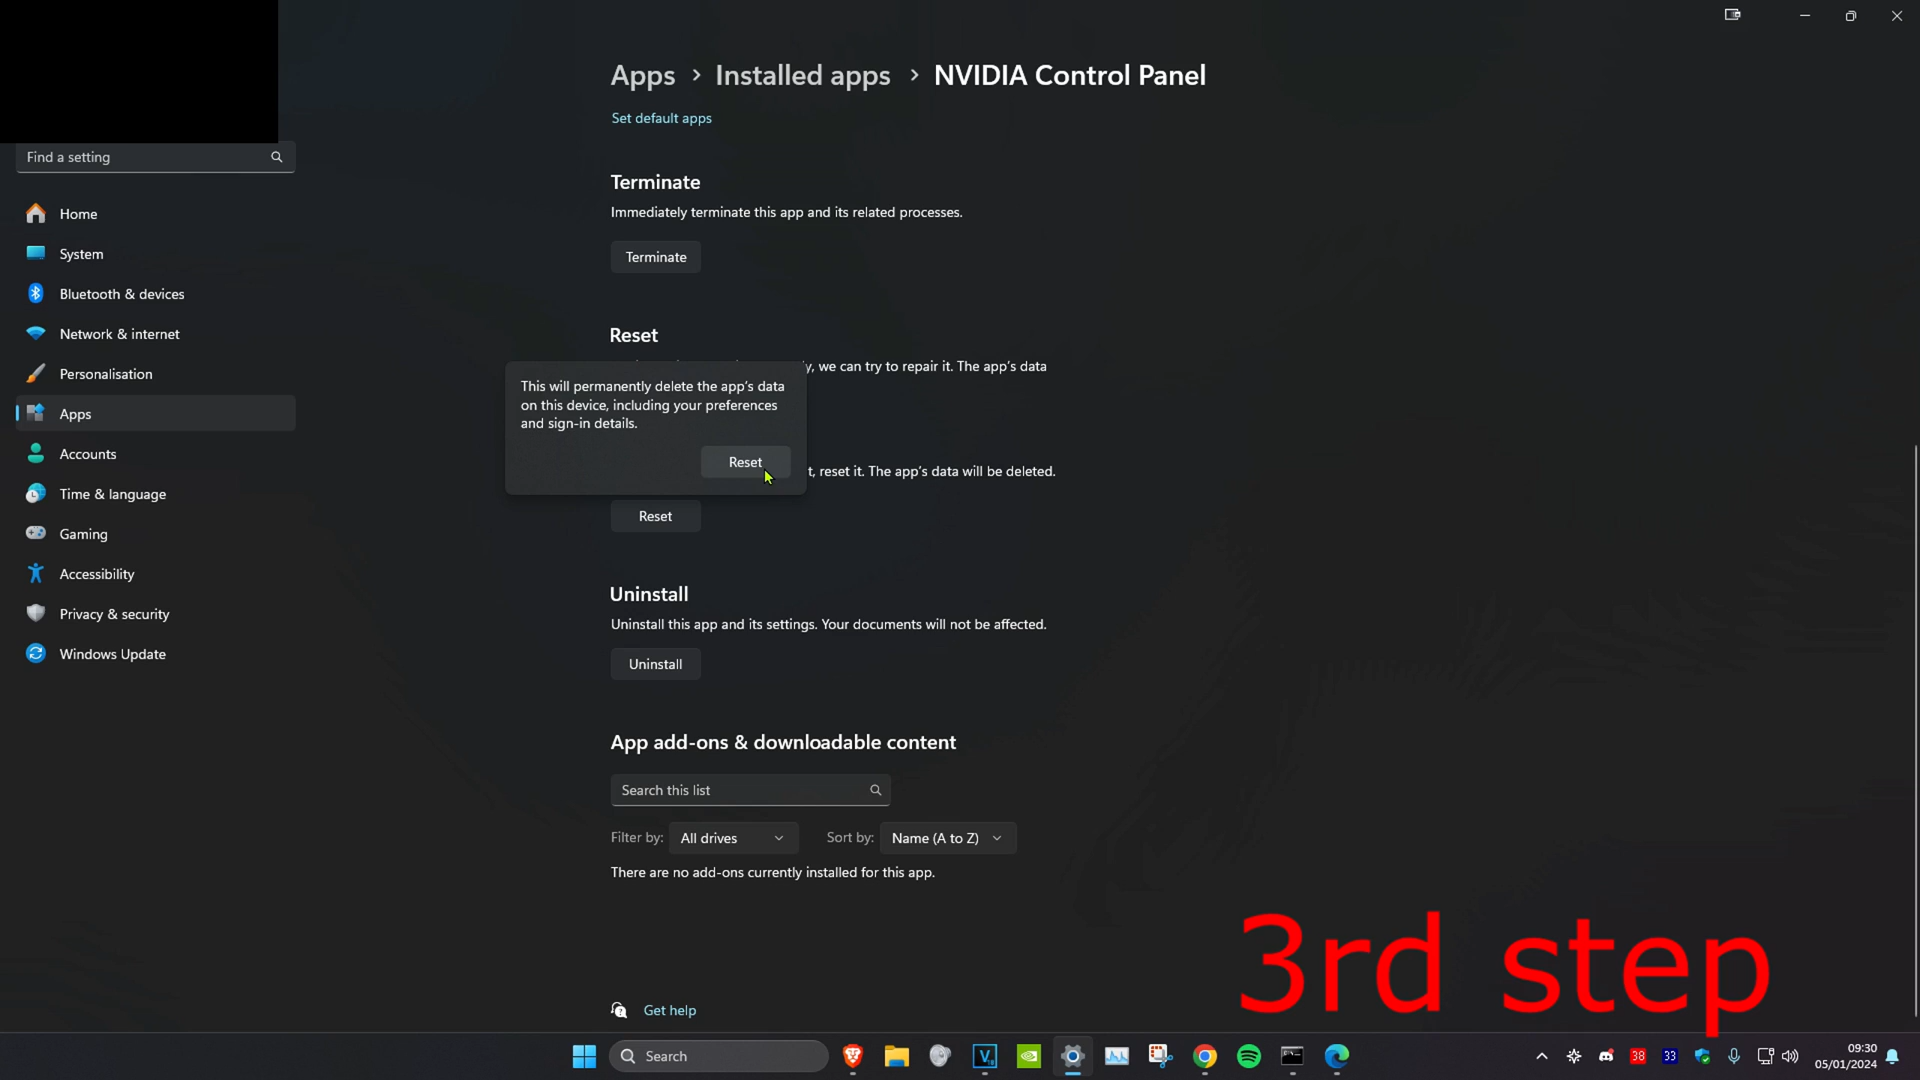 Apps > Installed apps > NVIDIA Control Panel
Set default apps
Find a setting
Home
System
Bluetooth & devices
Network & internet
Personalisation
Apps
Accounts
Time & language
Gaming
Accessibility
Privacy & security
Windows Update
Terminate
Immediately terminate this app and its related processes.
Terminate
Reset
we can try to repair it. The app's data
This will permanently delete the app's data
on this device, including your preferences
and sign-in details.
Reset
reset it. The app's data will be deleted.
Reset
Uninstall
Uninstall this app and its settings. Your documents will not be affected.
Uninstall
App add-ons & downloadable content
Search this list
Filter by: All drives Sort by: Name (A to Z)
There are no add-ons currently installed for this app.
Get help
3rd step
Search
38 33
09:30
05/01/2024